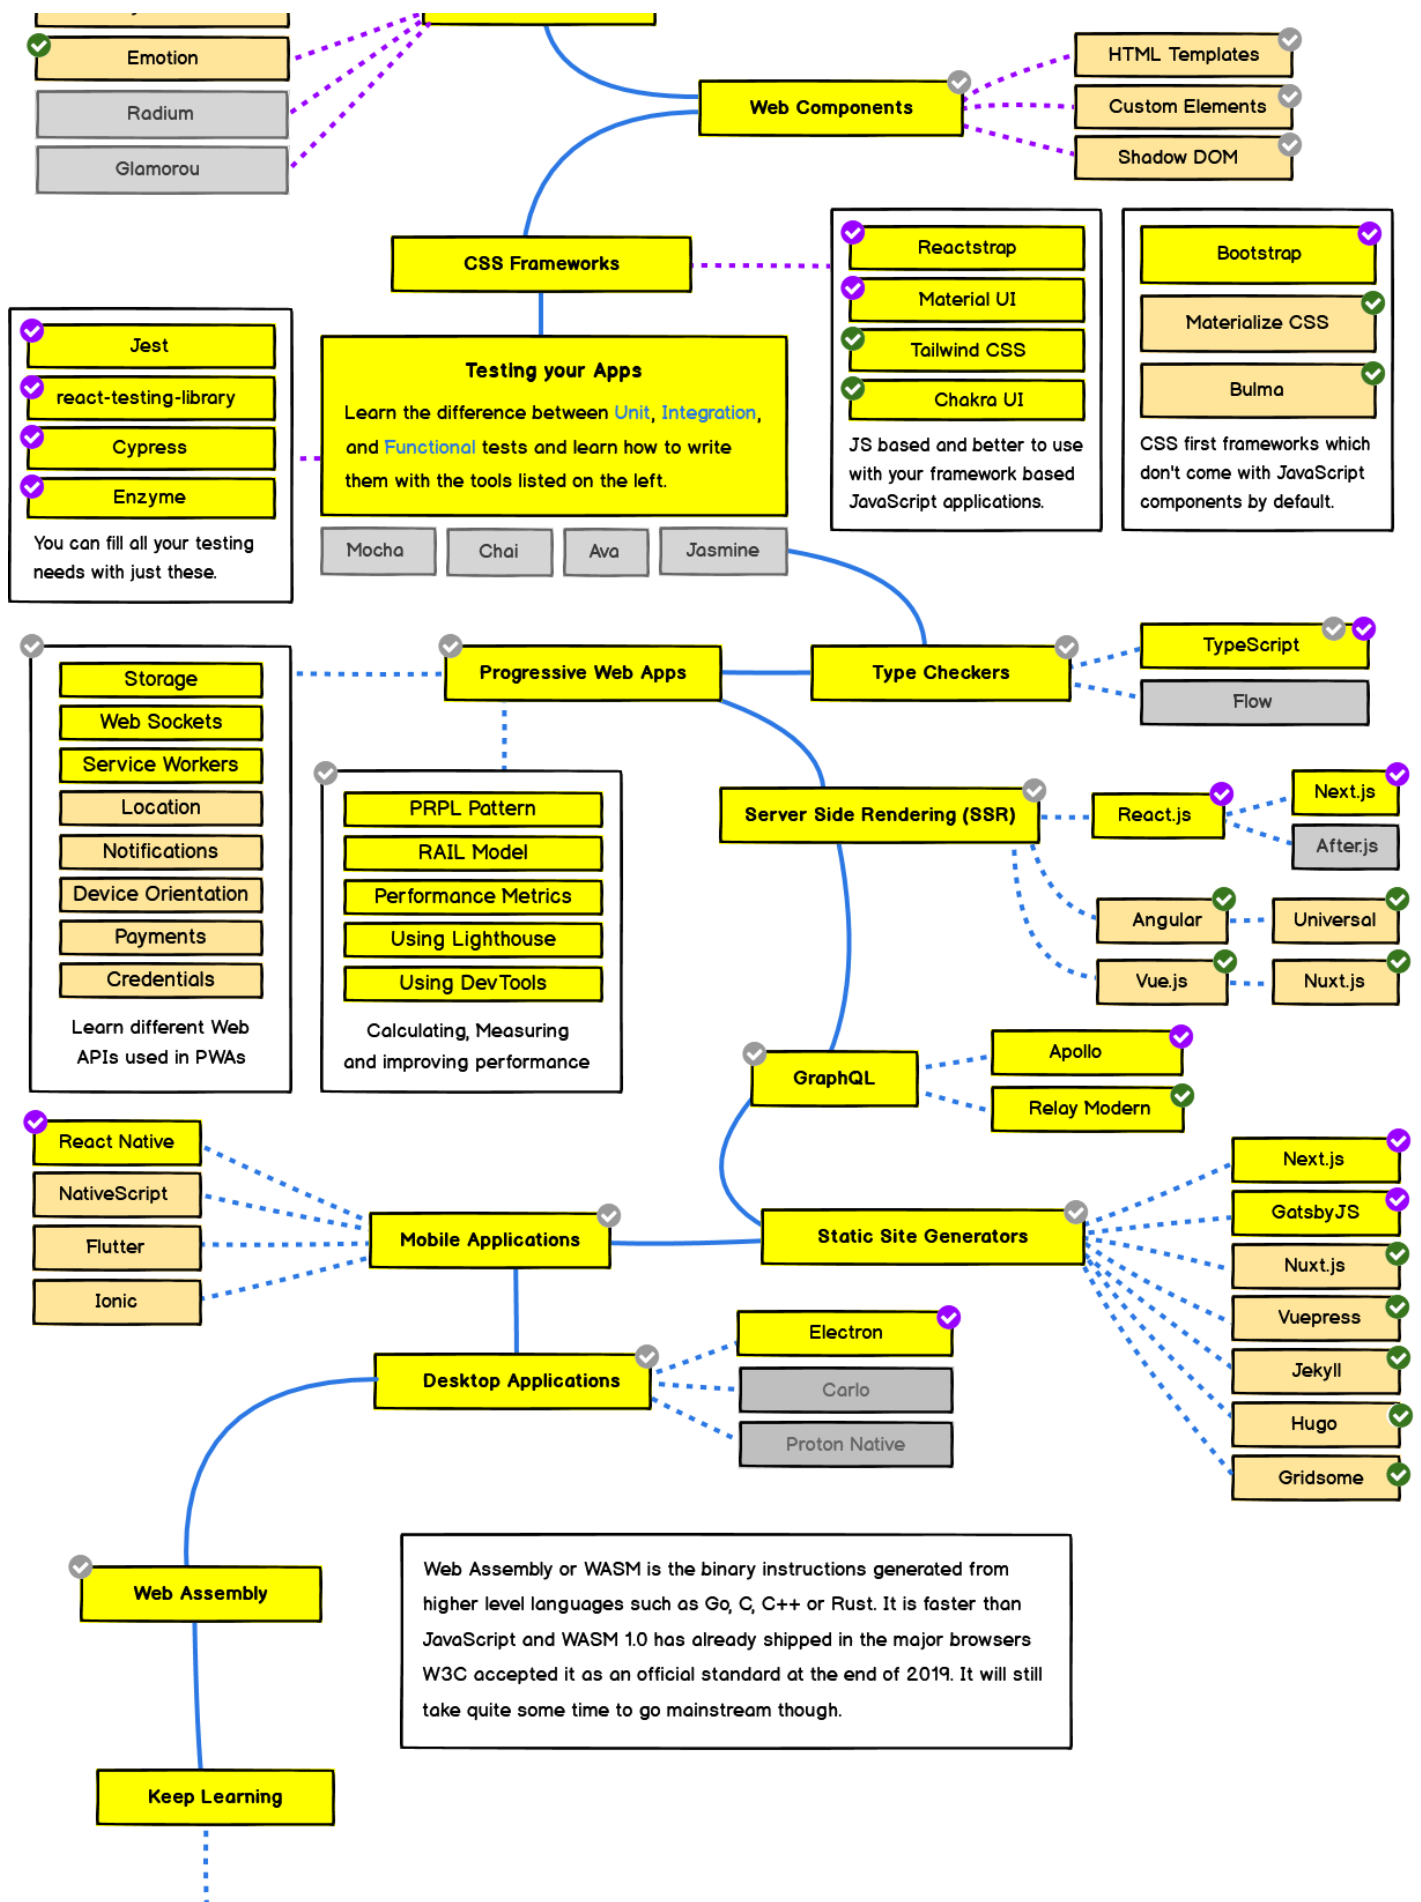 Emotion
Radium
Glamorou
Web Components
HTML Templates
Custom Elements
Shadow DOM
CSS Frameworks
Reactstrap
Material UI
Tailwind CSS
Chakra UI
JS based and better to use
with your framework based
JavaScript applications.
Bootstrap
Materialize CSS
Bulma
CSS first frameworks which
don't come with JavaScript
components by default.
Jest
react-testing-library
Cypress
Enzyme
You can fill all your testing
needs with just these.
Testing your Apps
Learn the difference between Unit, Integration,
and Functional tests and learn how to write
them with the tools listed on the left.
Mocha
Chai
Ava
Jasmine
Type Checkers
TypeScript
Flow
Progressive Web Apps
Storage
Web Sockets
Service Workers
Location
Notifications
Device Orientation
Payments
Credentials
Learn different Web
APIs used in PWAs
PRPL Pattern
RAIL Model
Performance Metrics
Using Lighthouse
Using DevTools
Calculating, Measuring
and improving performance
Server Side Rendering (SSR)
React.js
Next.js
After.js
Angular
Universal
Vue.js
Nuxt.js
GraphQL
Apollo
Relay Modern
Static Site Generators
Next.js
GatsbyJS
Nuxt.js
Vuepress
Jekyll
Hugo
Gridsome
Mobile Applications
React Native
NativeScript
Flutter
Ionic
Desktop Applications
Electron
Carlo
Proton Native
Web Assembly
Web Assembly or WASM is the binary instructions generated from
higher level languages such as Go, C, C++ or Rust. It is faster than
JavaScript and WASM 1.0 has already shipped in the major browsers
W3C accepted it as an official standard at the end of 2019. It will still
take quite some time to go mainstream though.
Keep Learning